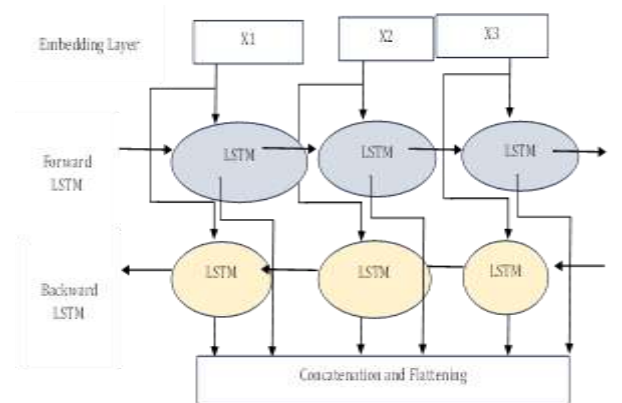 Embedding Layer
X1
X2
X3
Forward
LSTM
LSTM
LSTM
LSTM
Backward
LSTM
LSTM
LSTM
LSTM
Concatenation and Flattening